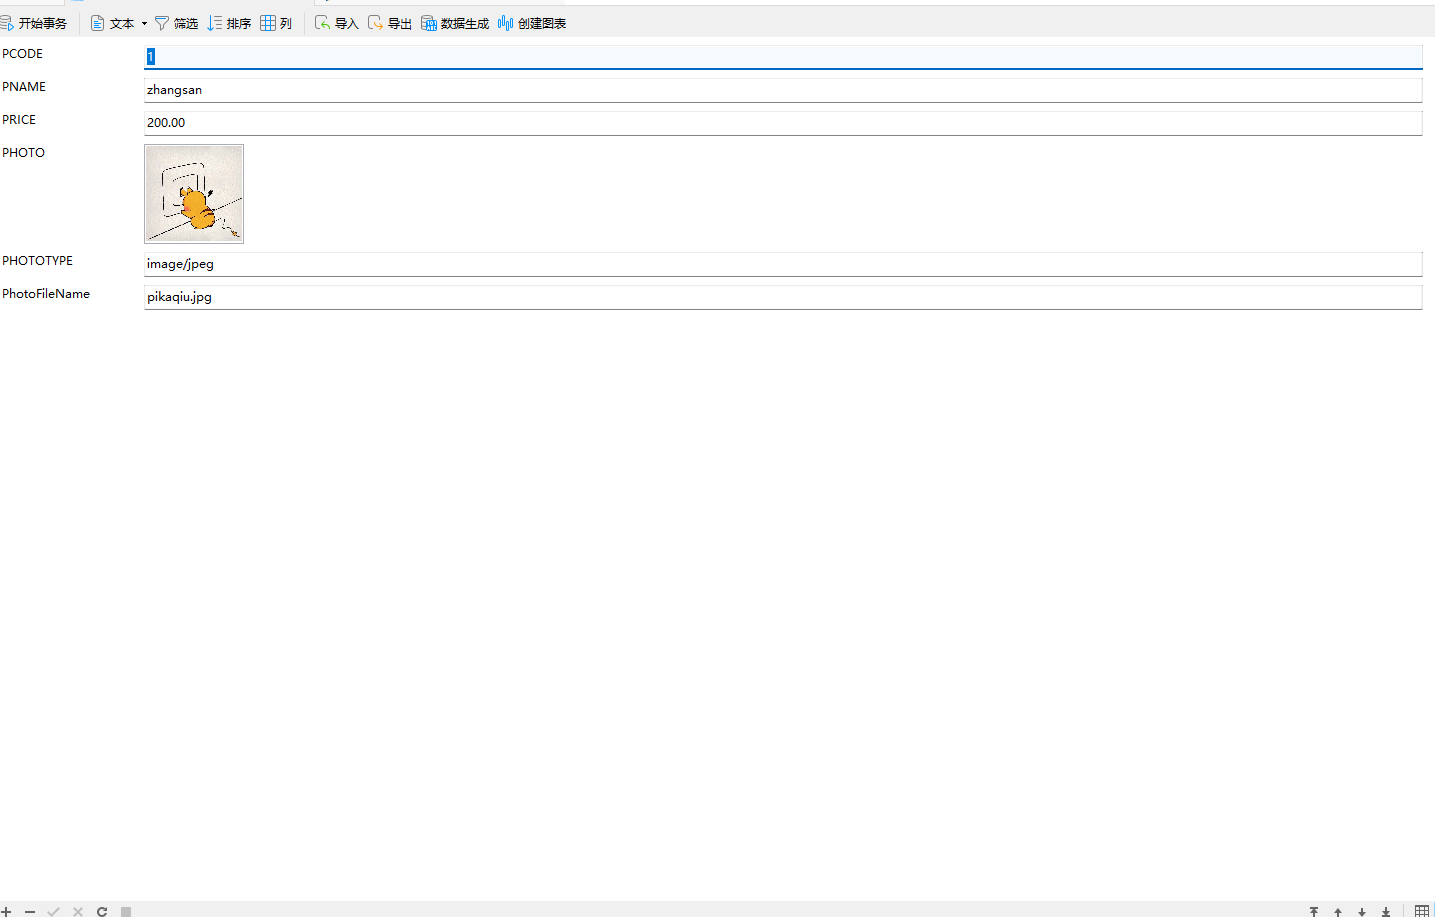 开始事务 文本 筛选 排序 列 导入 导出 数据生成 创建图表
PCODE 1
PNAME zhangsan
PRICE 200.00
PHOTO
PHOTOTYPE image/jpeg
PhotoFileName pikaqiu.jpg